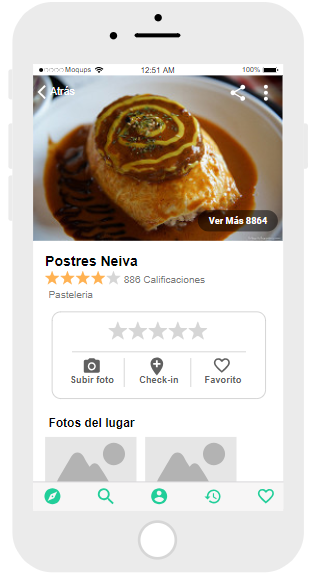 Moqups 12:51 AM 100%
Atrás
Ver Más 8864
Postres Neiva
886 Calificaciones
Pasteleria
Subir foto Check-in Favorito
Fotos del lugar